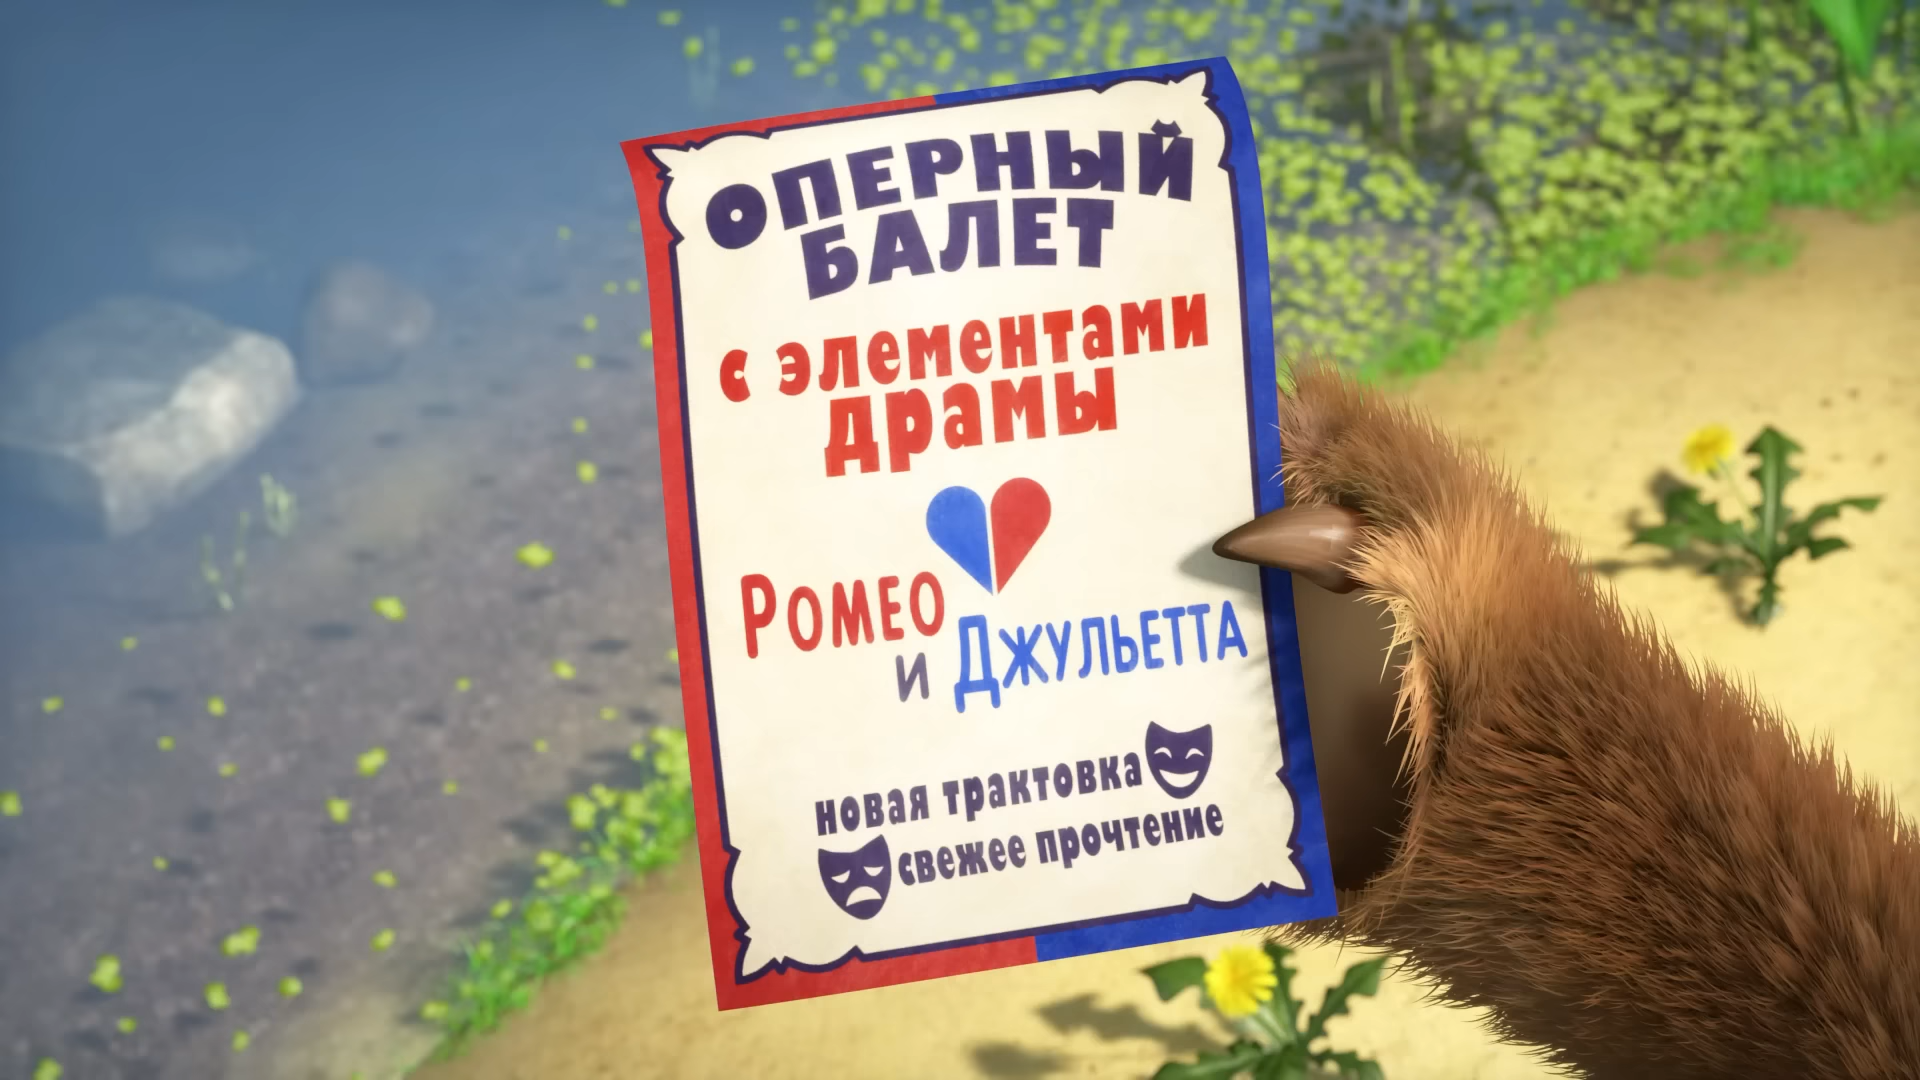 ОПЕРНЫЙ
БАЛЕТ
с элементами
драмы
РОМЕО
и ДЖУЛЬЕТТА
новая трактовка
свежее прочтение